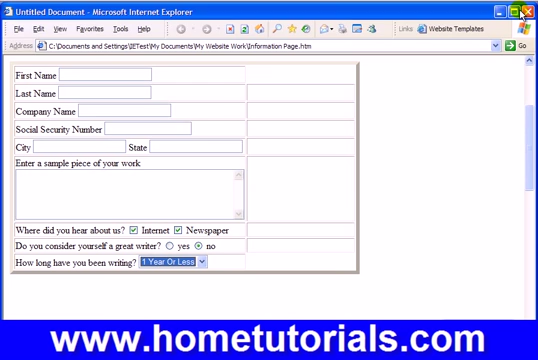 Untitled Document - Microsoft Internet Explorer
File Edit View Favorites Tools Help Links Website Templates
Address C:\Documents and Settings\IETest\My Documents\My Website Work\Information Page.htm Go
First Name
Last Name
Company Name
Social Security Number
City State
Enter a sample piece of your work
Where did you hear about us? Internet Newspaper
Do you consider yourself a great writer? yes no
How long have you been writing? 1 Year Or Less
www.hometutorials.com